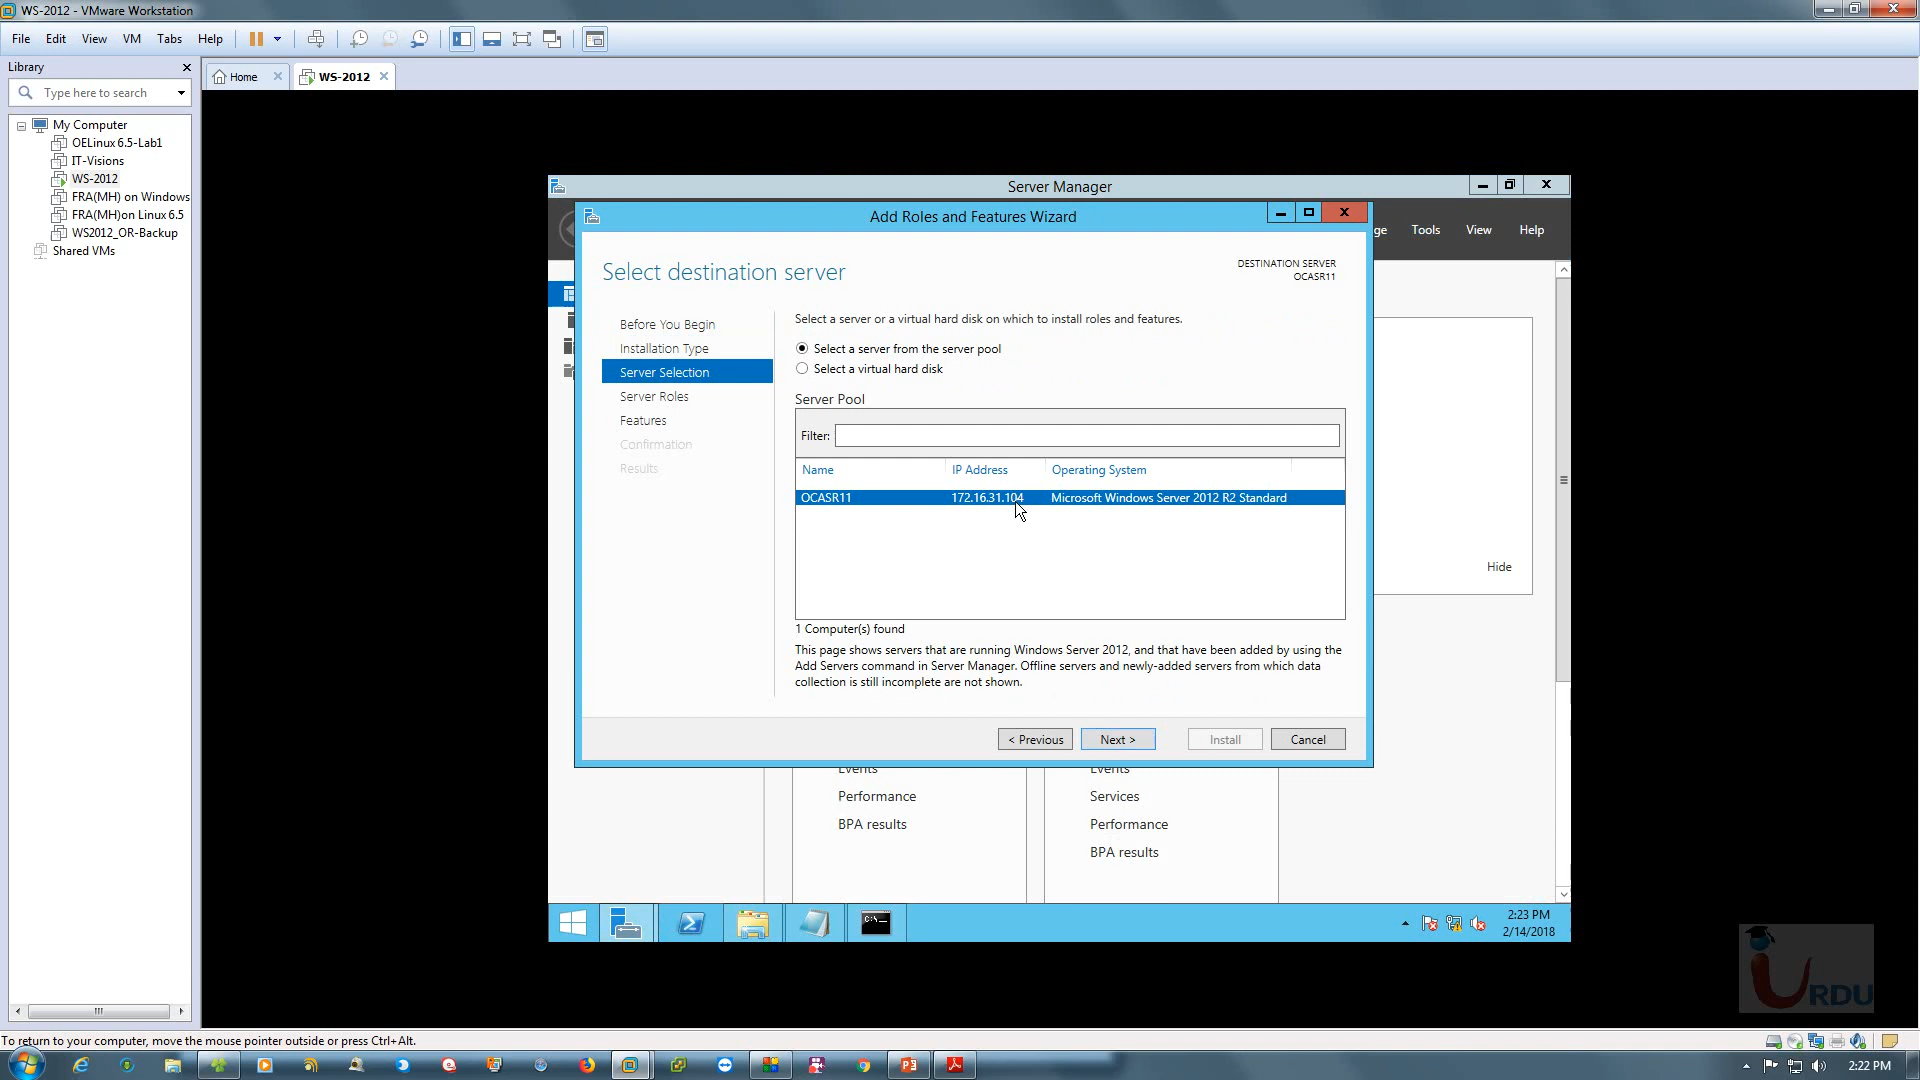 WS-2012 - VMware Workstation
File Edit View VM Tabs Help
Library
Type here to search
Home
WS-2012
My Computer
OELinux 6.5-Lab1
IT-Visions
WS-2012
FRA(MH) on Windows
FRA(MH)on Linux 6.5
WS2012_OR-Backup
Shared VMs
Server Manager
Add Roles and Features Wizard
ge Tools View Help
Select destination server
DESTINATION SERVER
OCASR11
Before You Begin
Installation Type
Server Selection
Server Roles
Features
Confirmation
Results
Select a server or a virtual hard disk on which to install roles and features.
Select a server from the server pool
Select a virtual hard disk
Server Pool
Filter:
Name IP Address Operating System
OCASR11 172.16.31.104 Microsoft Windows Server 2012 R2 Standard
1 Computer(s) found
This page shows servers that are running Windows Server 2012, and that have been added by using the
Add Servers command in Server Manager. Offline servers and newly-added servers from which data
collection is still incomplete are not shown.
Hide
< Previous Next > Install Cancel
Events Events
Performance Services
BPA results Performance
BPA results
2:23 PM
2/14/2018
URDU
To return to your computer, move the mouse pointer outside or press Ctrl+Alt.
2:22 PM